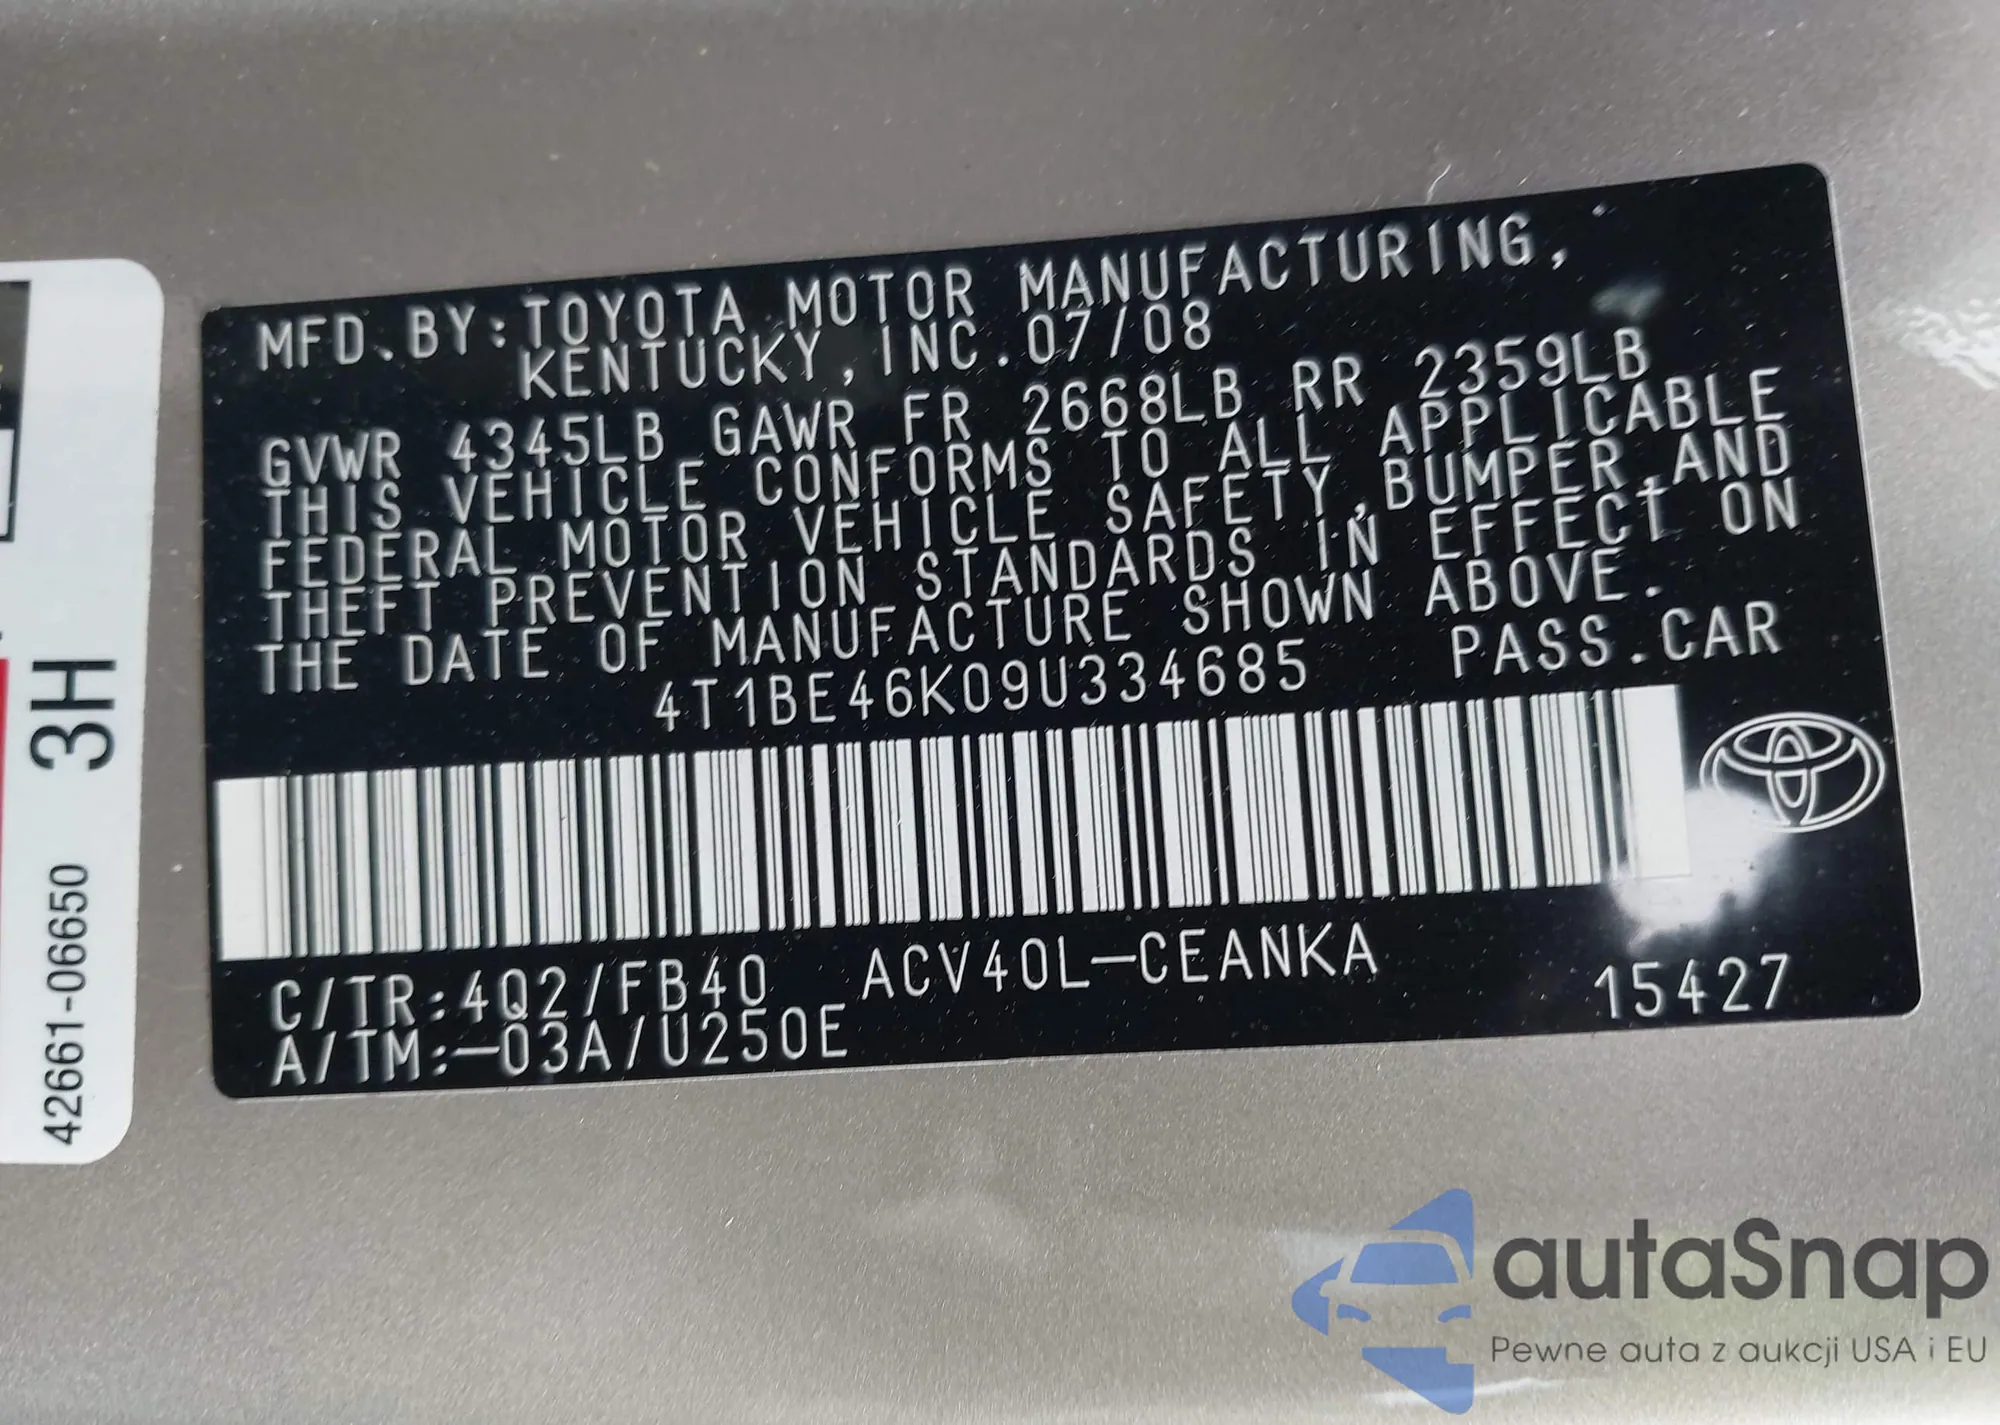 MFD.BY:TOYOTA MOTOR MANUFACTURING,
KENTUCKY, INC. 07/08
GVWR 4345LB GAWR FR 2668LB RR 2359LB
THIS VEHICLE CONFORMS TO ALL APPLICABLE
FEDERAL MOTOR VEHICLE SAFETY,BUMPER,AND
THEFT PREVENTION STANDARDS IN EFFECT ON
THE DATE OF MANUFACTURE SHOWN ABOVE.
4T1BE46K09U334685 PASS.CAR
C/TR:4Q2/FB40 ACV40L-CEANKA
A/TM:-03A/U250E 15427
3H
42661-06650
autaSnap
Pewne auta z aukcji USA i EU